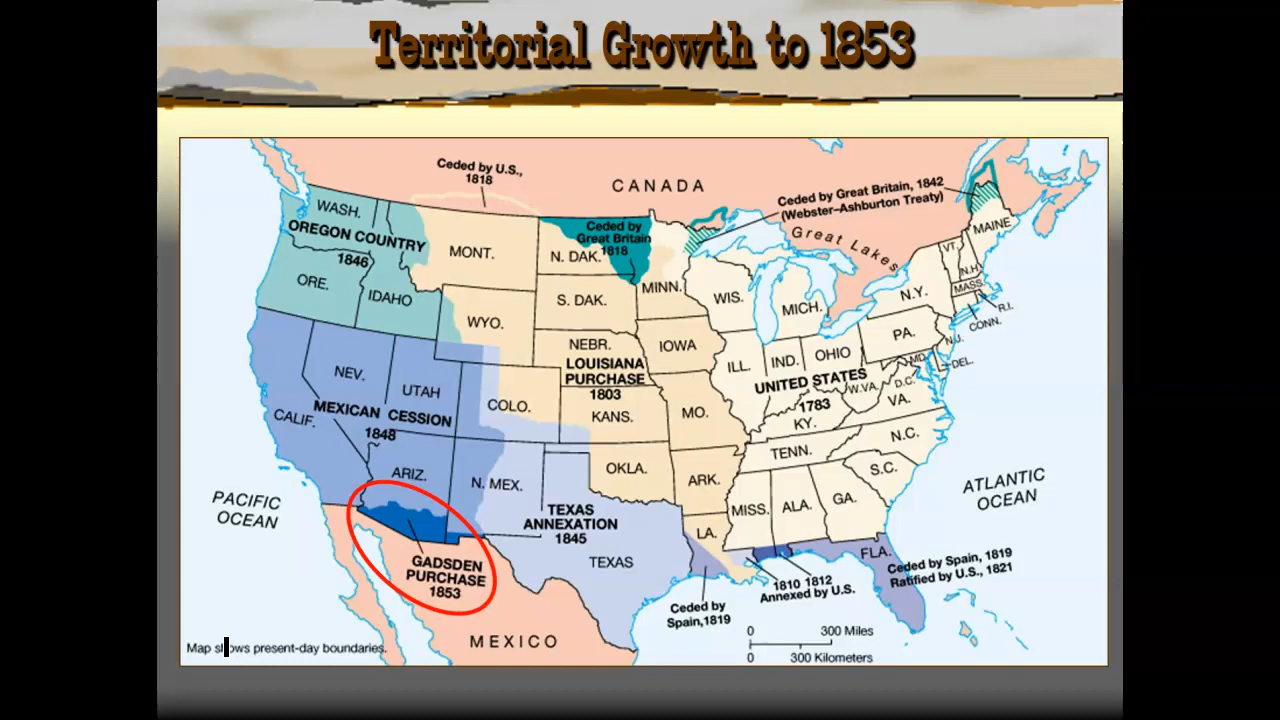 Territorial Growth to 1853
Ceded by U.S.,
1818
CANADA
Ceded by Great Britain, 1842
(Webster–Ashburton Treaty)
Great Lakes
WASH.
OREGON COUNTRY
1846
ORE.
IDAHO
MONT.
Ceded by
Great Britain
1818
N. DAK.
S. DAK.
MINN.
WYO.
NEBR.
IOWA
WIS.
MICH.
MAINE
VT.
N.H.
MASS.
R.I.
CONN.
N.Y.
PA.
N.J.
DEL.
MD.
D.C.
LOUISIANA
PURCHASE
1803
ILL.
IND.
OHIO
UNITED STATES
1783
W.VA.
VA.
KY.
NEV.
UTAH
COLO.
KANS.
MO.
CALIF.
MEXICAN CESSION
1848
TENN.
N.C.
S.C.
ARIZ.
N. MEX.
OKLA.
ARK.
MISS.
ALA.
GA.
PACIFIC
OCEAN
ATLANTIC
OCEAN
TEXAS
ANNEXATION
1845
TEXAS
LA.
FLA.
Ceded by Spain, 1819
Ratified by U.S., 1821
GADSDEN
PURCHASE
1853
1810 1812
Annexed by U.S.
Ceded by
Spain,1819
MEXICO
0 300 Miles
0 300 Kilometers
Map shows present-day boundaries.